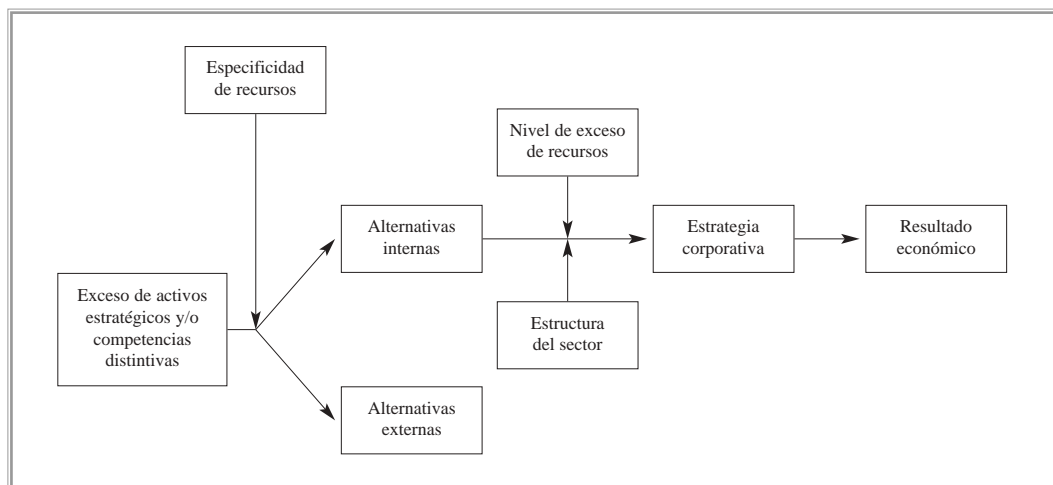 Especificidad
de recursos
Nivel de exceso
de recursos
Alternativas
internas
Estrategia
corporativa
Resultado
económico
Exceso de activos
estratégicos y/o
competencias
distintivas
Estructura
del sector
Alternativas
externas